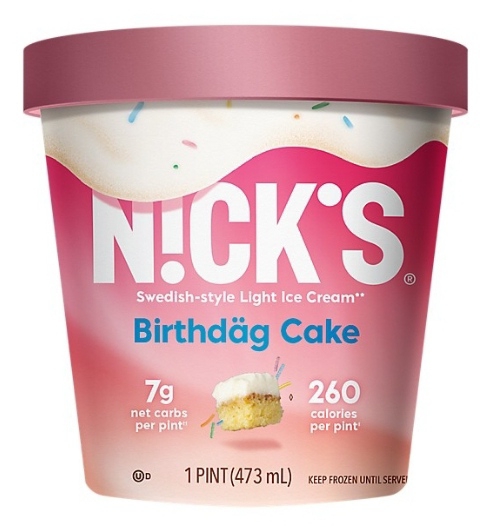 N!CK'S®
Swedish-style Light Ice Cream**
Birthdäg Cake
7g
net carbs
per pint
260
calories
per pint
U D
1 PINT (473 mL)
KEEP FROZEN UNTIL SERVE